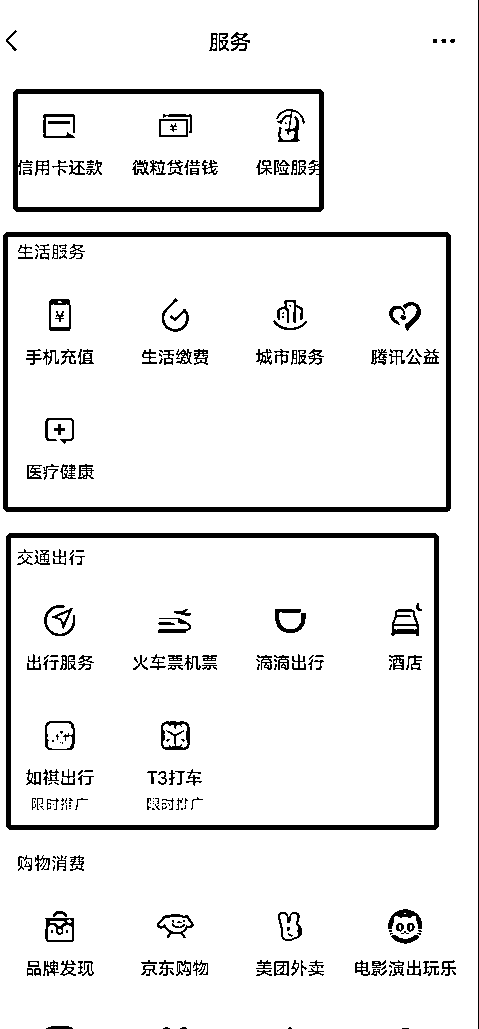 服务
信用卡还款 微粒贷借钱 保险服务
生活服务
手机充值 生活缴费 城市服务 腾讯公益
医疗健康
交通出行
出行服务 火车票机票 滴滴出行 酒店
如祺出行 T3打车
限时推广 限时推广
购物消费
品牌发现 京东购物 美团外卖 电影演出玩乐